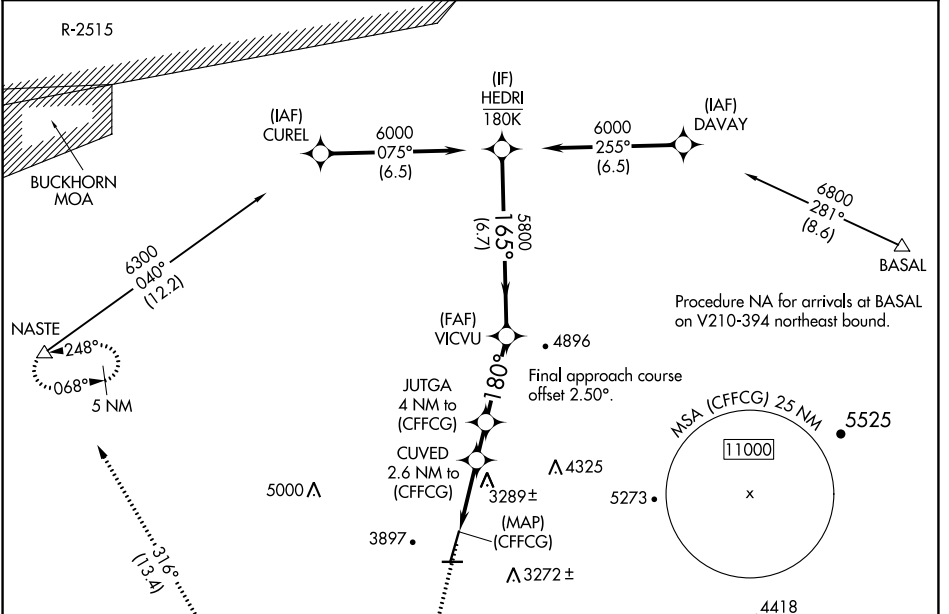 R-2515
BUCKHORN
MOA
(IAF)
CUREL
6000
075°
(6.5)
(IF)
HEDRI
180K
6000
255°
(6.5)
(IAF)
DAVAY
6800
281°
(8.6)
BASAL
Procedure NA for arrivals at BASAL
on V210-394 northeast bound.
6300
040°
(12.2)
NASTE
248°
068°
5 NM
5800
165°
(6.7)
(FAF)
VICVU
4896
180°
Final approach course
offset 2.50°.
JUTGA
4 NM to
(CFFCG)
CUVED
2.6 NM to
(CFFCG)
4325
3289±
5000
3897
(MAP)
(CFFCG)
3272±
316°
(13.4)
MSA (CFFCG) 25 NM
11000
x
5525
5273
4418